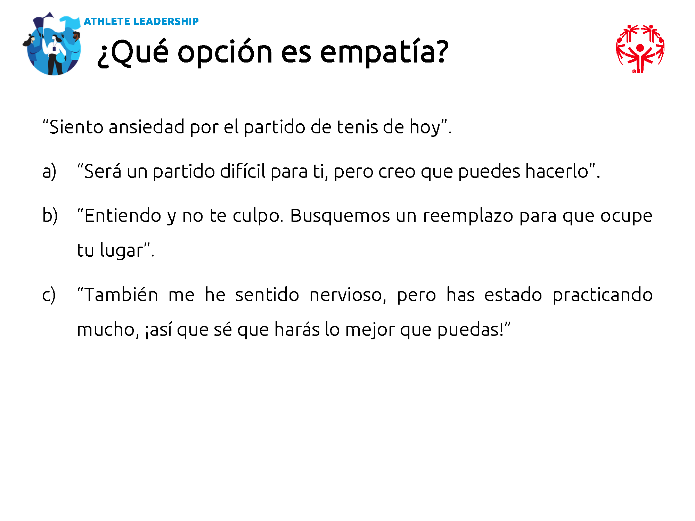 ATHLETE LEADERSHIP
¿Qué opción es empatía?
“Siento ansiedad por el partido de tenis de hoy”.
a) “Será un partido difícil para ti, pero creo que puedes hacerlo”.
b) “Entiendo y no te culpo. Busquemos un reemplazo para que ocupe
tu lugar”.
c) “También me he sentido nervioso, pero has estado practicando
mucho, ¡así que sé que harás lo mejor que puedas!”